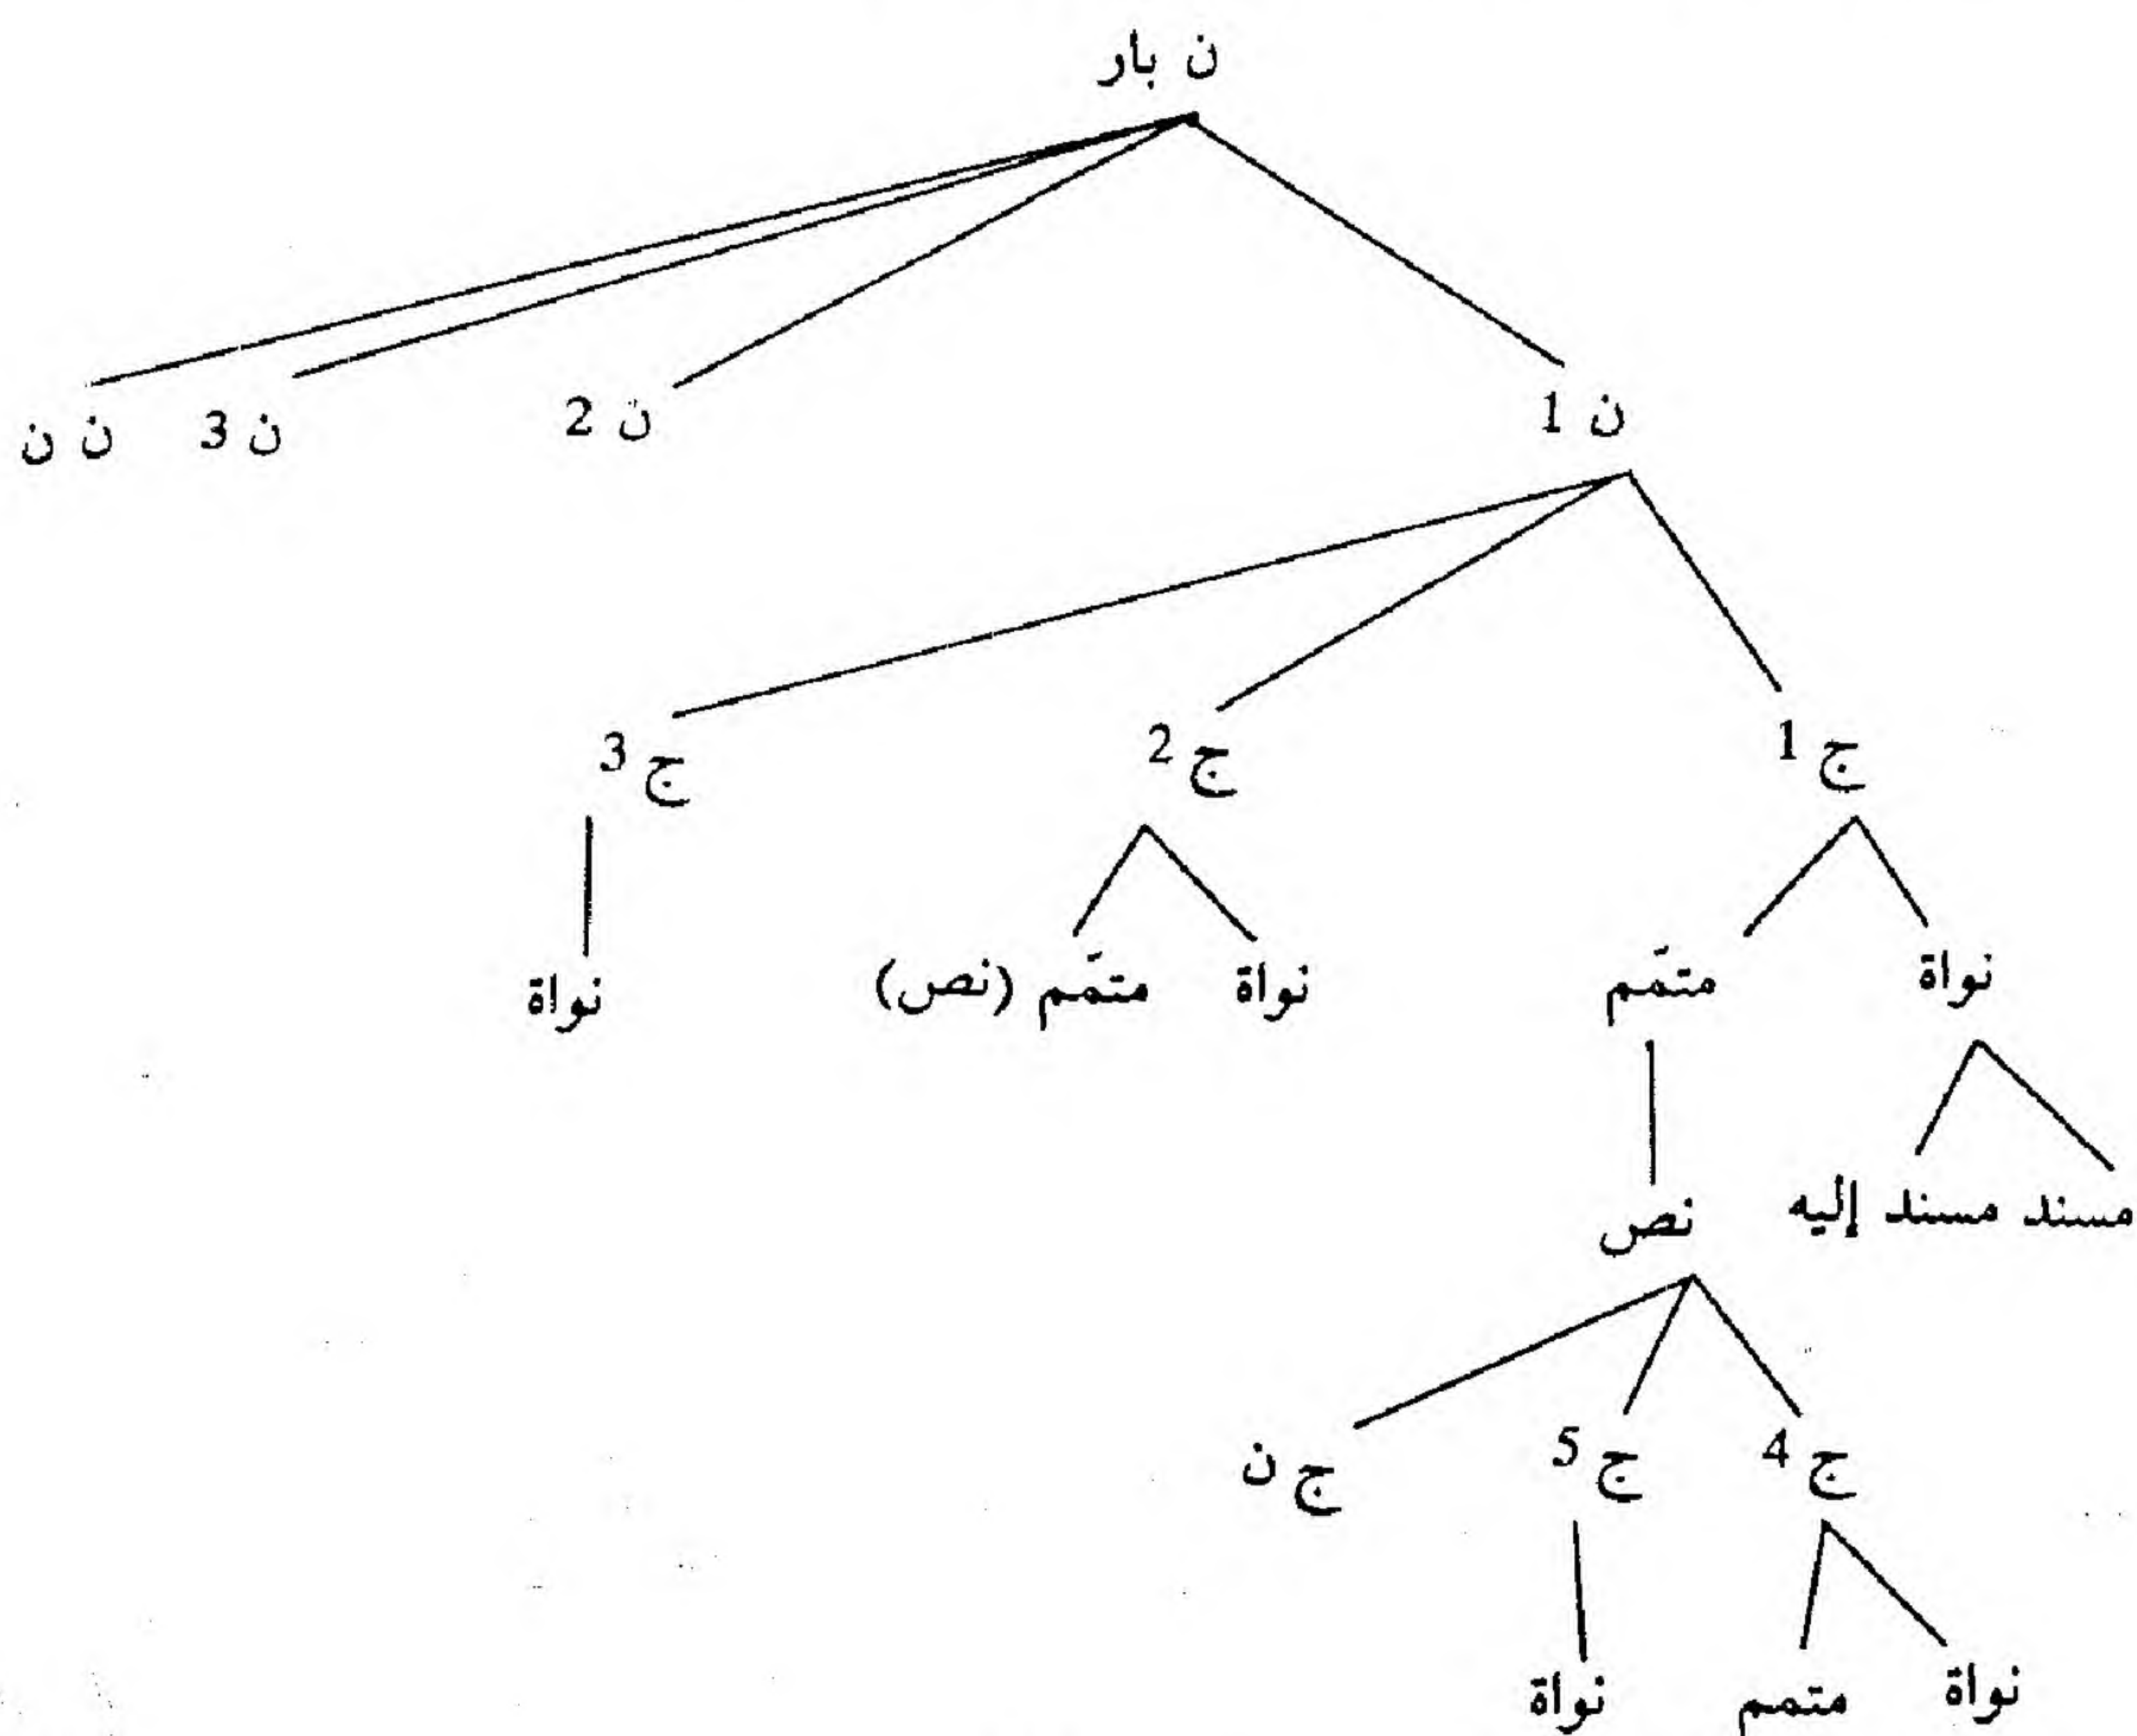 ن بار
ن 1 ن 2 ن 3 ن ن
ج 1 ج 2 ج 3
نواة متمّم نواة متمّم (نص) نواة
مسند مسند إليه نص
ج 4 ج 5 ج ن
نواة متمم نواة